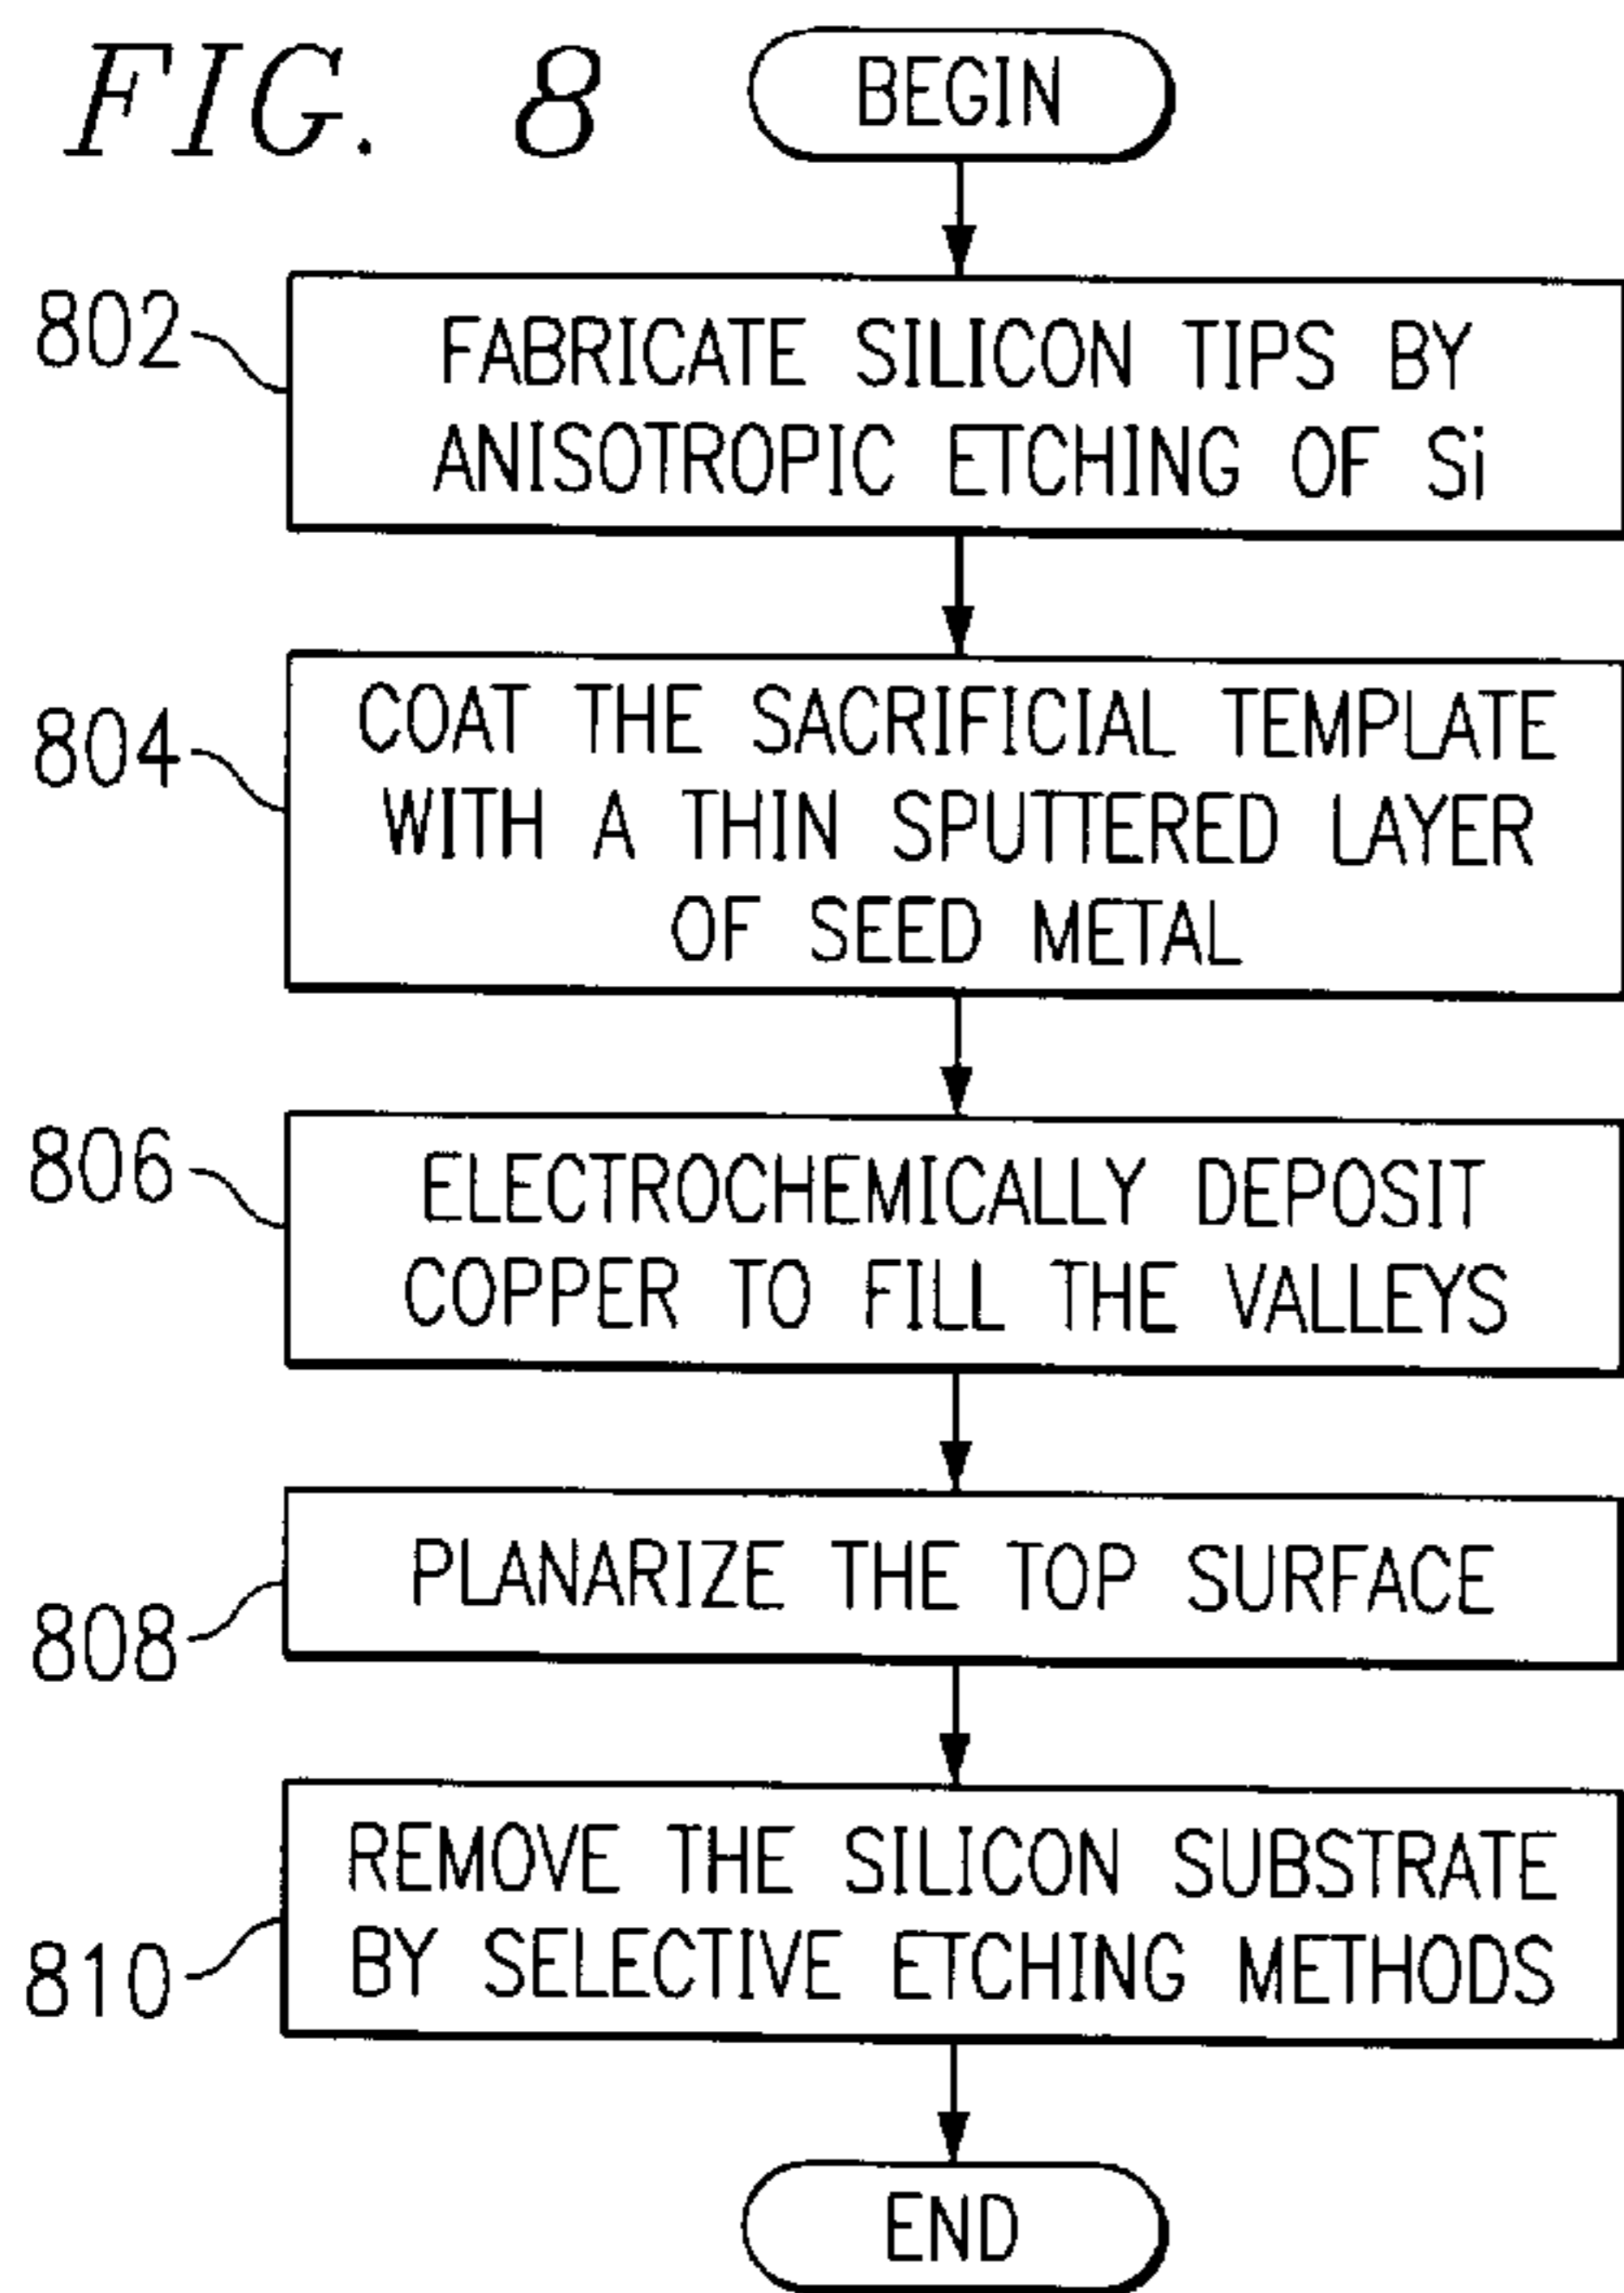 FIG. 8
BEGIN
802
FABRICATE SILICON TIPS BY
ANISOTROPIC ETCHING OF Si
804
COAT THE SACRIFICIAL TEMPLATE
WITH A THIN SPUTTERED LAYER
OF SEED METAL
806
ELECTROCHEMICALLY DEPOSIT
COPPER TO FILL THE VALLEYS
808
PLANARIZE THE TOP SURFACE
810
REMOVE THE SILICON SUBSTRATE
BY SELECTIVE ETCHING METHODS
END